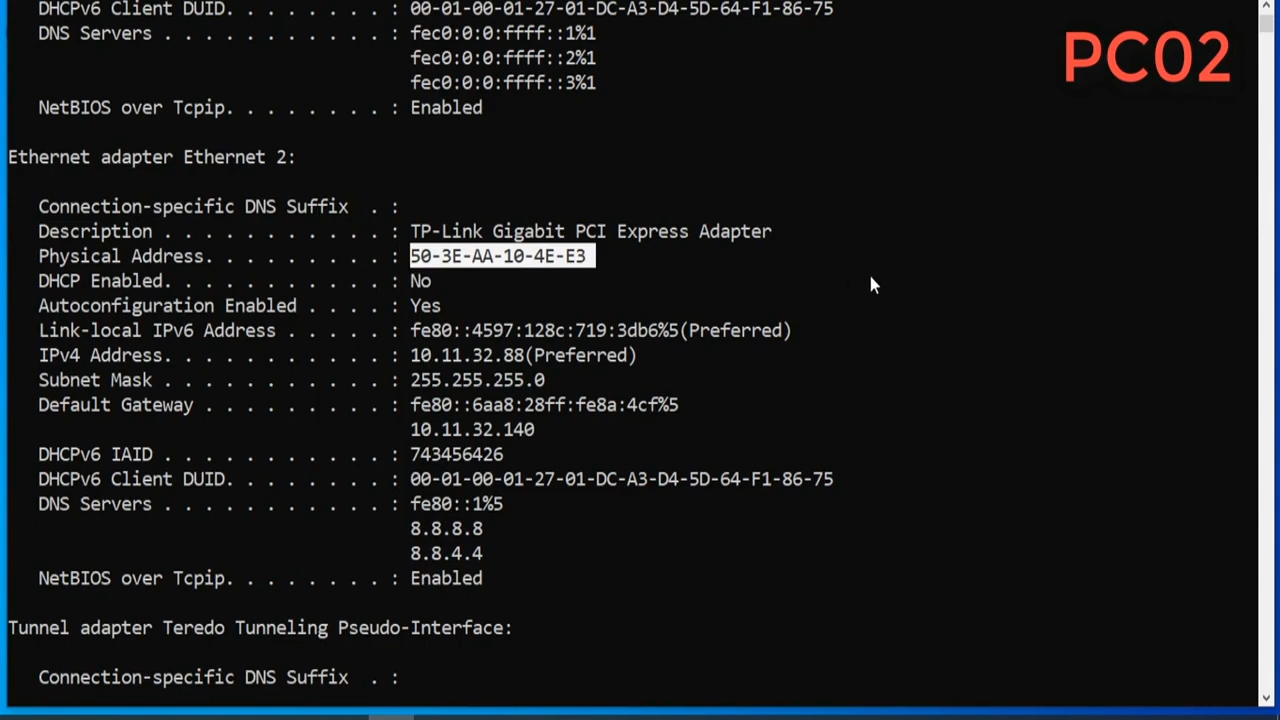 DHCPv6 Client DUID. . . . . . . . : 00-01-00-01-27-01-DC-A3-D4-5D-64-F1-86-75
PC02
DNS Servers . . . . . . . . . . . : fec0:0:0:ffff::1%1
fec0:0:0:ffff::2%1
fec0:0:0:ffff::3%1
NetBIOS over Tcpip. . . . . . . . : Enabled
Ethernet adapter Ethernet 2:
Connection-specific DNS Suffix  . :
Description . . . . . . . . . . . : TP-Link Gigabit PCI Express Adapter
Physical Address. . . . . . . . . : 50-3E-AA-10-4E-E3
DHCP Enabled. . . . . . . . . . . : No
Autoconfiguration Enabled . . . . : Yes
Link-local IPv6 Address . . . . . : fe80::4597:128c:719:3db6%5(Preferred)
IPv4 Address. . . . . . . . . . . : 10.11.32.88(Preferred)
Subnet Mask . . . . . . . . . . . : 255.255.255.0
Default Gateway . . . . . . . . . : fe80::6aa8:28ff:fe8a:4cf%5
10.11.32.140
DHCPv6 IAID . . . . . . . . . . . : 743456426
DHCPv6 Client DUID. . . . . . . . : 00-01-00-01-27-01-DC-A3-D4-5D-64-F1-86-75
DNS Servers . . . . . . . . . . . : fe80::1%5
8.8.8.8
8.8.4.4
NetBIOS over Tcpip. . . . . . . . : Enabled
Tunnel adapter Teredo Tunneling Pseudo-Interface:
Connection-specific DNS Suffix  . :